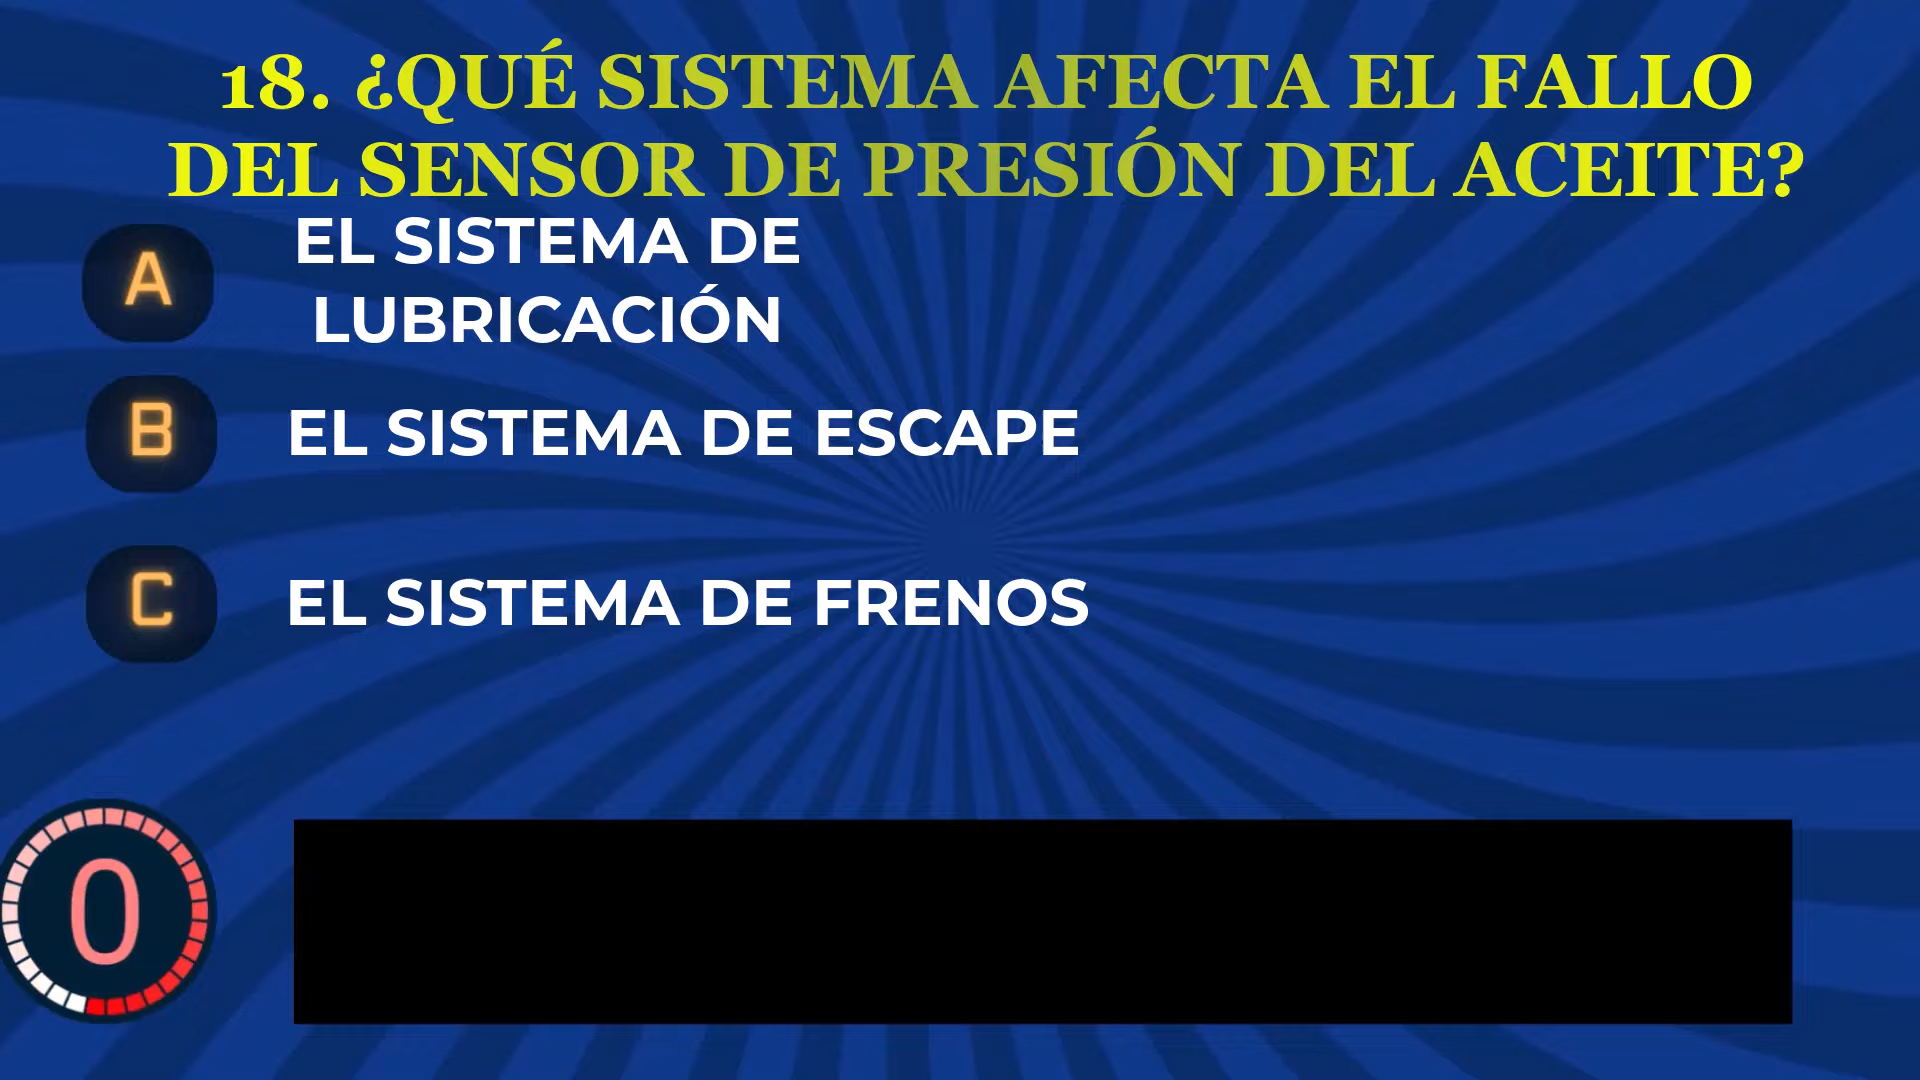 18. ¿QUÉ SISTEMA AFECTA EL FALLO
DEL SENSOR DE PRESIÓN DEL ACEITE?
A
EL SISTEMA DE
LUBRICACIÓN
B
EL SISTEMA DE ESCAPE
C
EL SISTEMA DE FRENOS
0